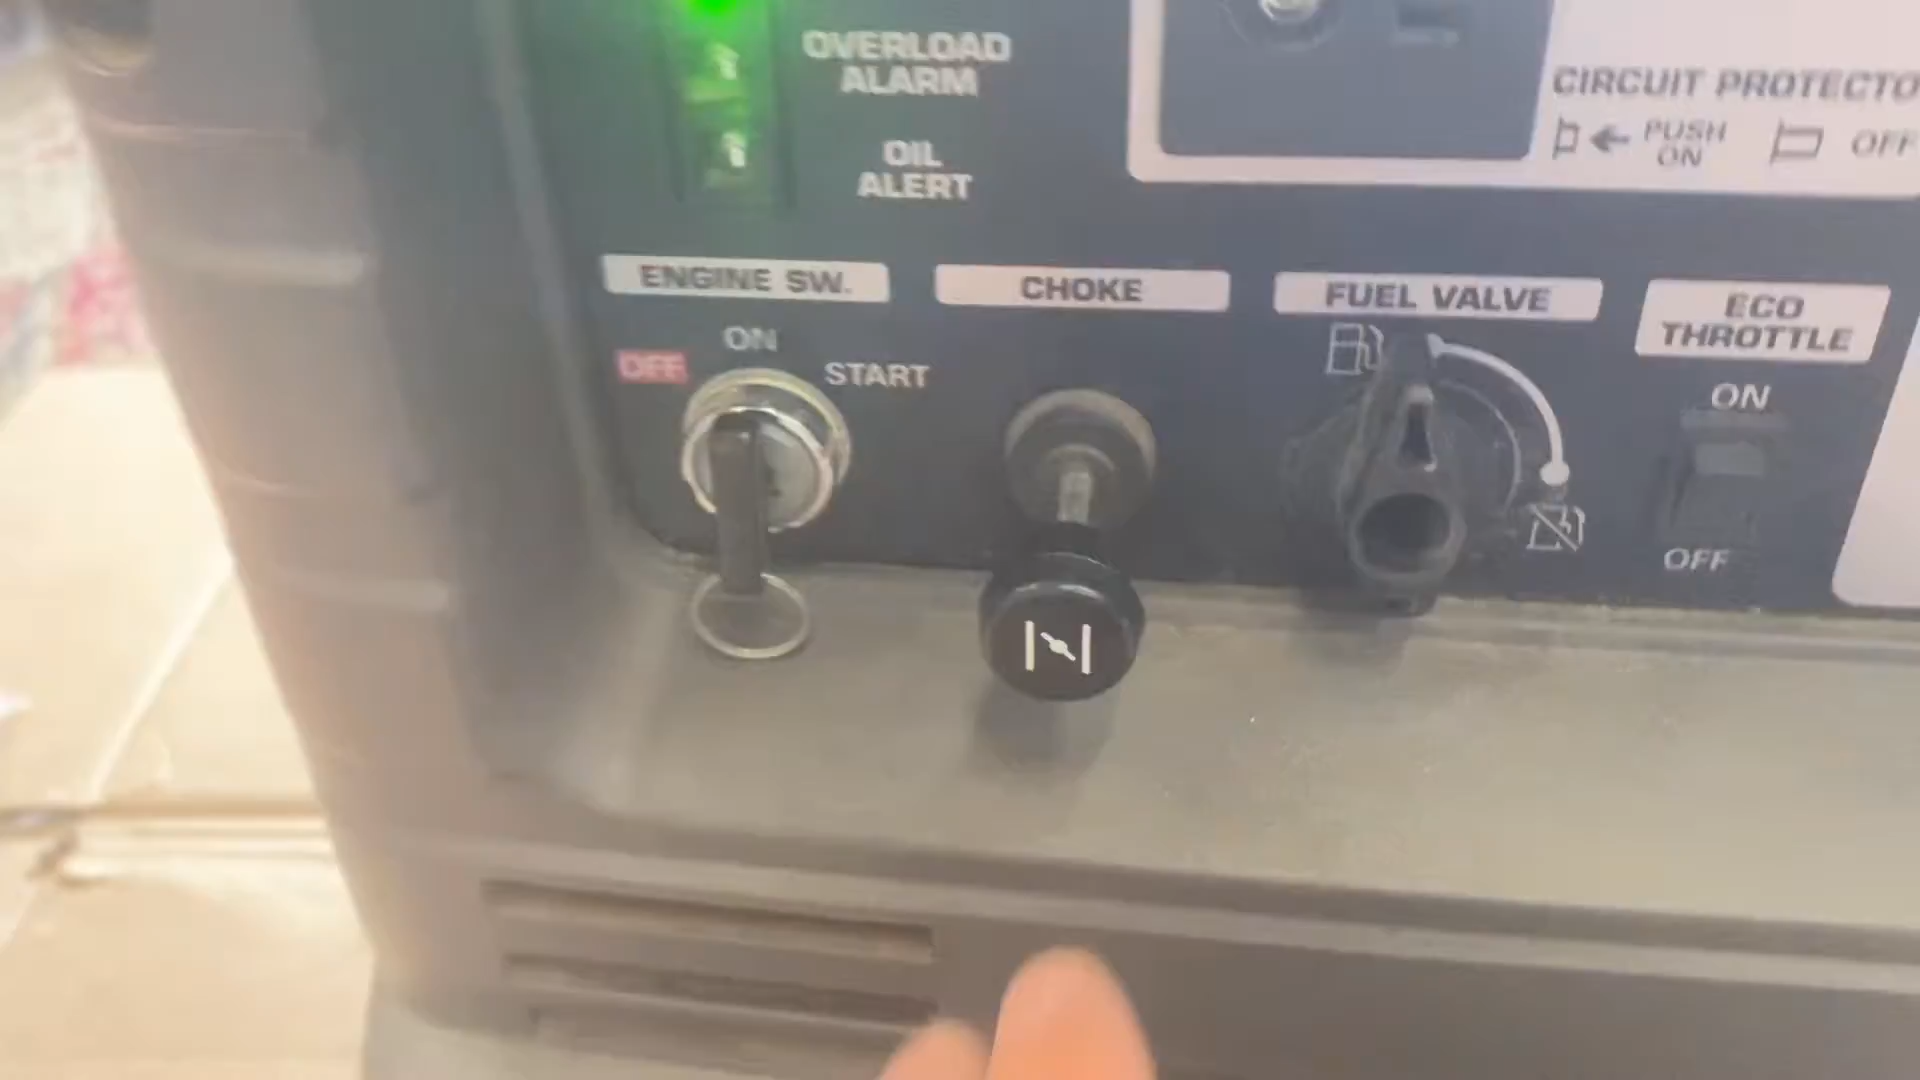 OVERLOAD
ALARM
OIL
ALERT
CIRCUIT PROTECTO
PUSH
ON
OFF
ENGINE SW.
OFF
ON
START
CHOKE
FUEL VALVE
ECO
THROTTLE
ON
OFF